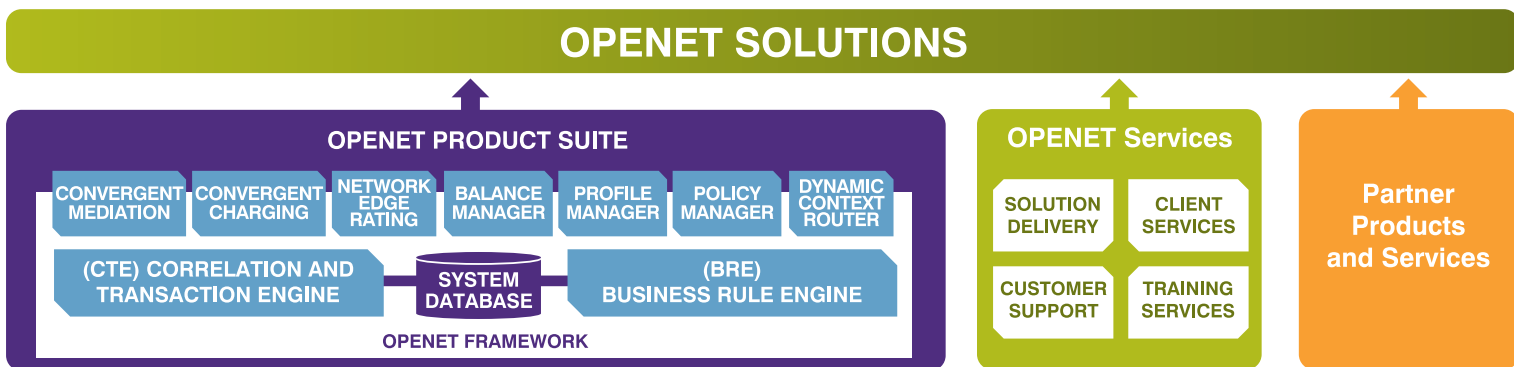 OPENET SOLUTIONS
OPENET PRODUCT SUITE
CONVERGENT
MEDIATION
CONVERGENT
CHARGING
NETWORK
EDGE
RATING
BALANCE
MANAGER
PROFILE
MANAGER
POLICY
MANAGER
DYNAMIC
CONTEXT
ROUTER
(CTE) CORRELATION AND
TRANSACTION ENGINE
SYSTEM
DATABASE
(BRE)
BUSINESS RULE ENGINE
OPENET FRAMEWORK
OPENET Services
SOLUTION
DELIVERY
CLIENT
SERVICES
CUSTOMER
SUPPORT
TRAINING
SERVICES
Partner
Products
and Services